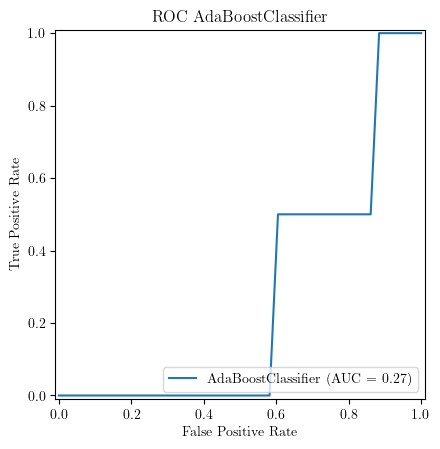 ROC AdaBoostClassifier
1.0
0.8
0.6
0.4
0.2
0.0
True Positive Rate
AdaBoostClassifier (AUC = 0.27)
0.0 0.2 0.4 0.6 0.8 1.0
False Positive Rate